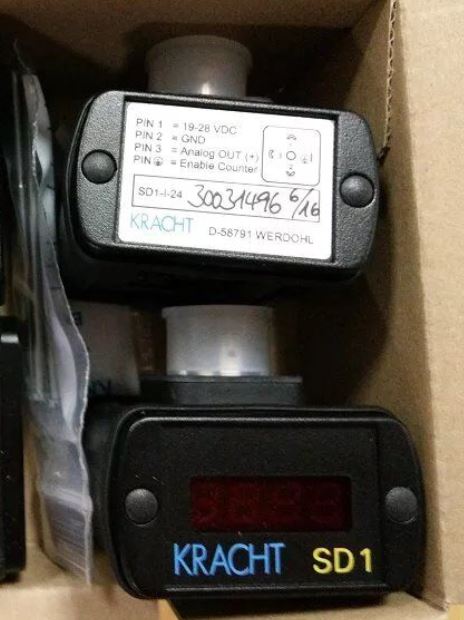 PIN 1 = 19-28 VDC
PIN 2 = GND
PIN 3 = Analog OUT (+)
PIN ⏚ = Enable Counter
SD1-I-24 30031496 6/16
KRACHT D-58791 WERDOHL
KRACHT SD1